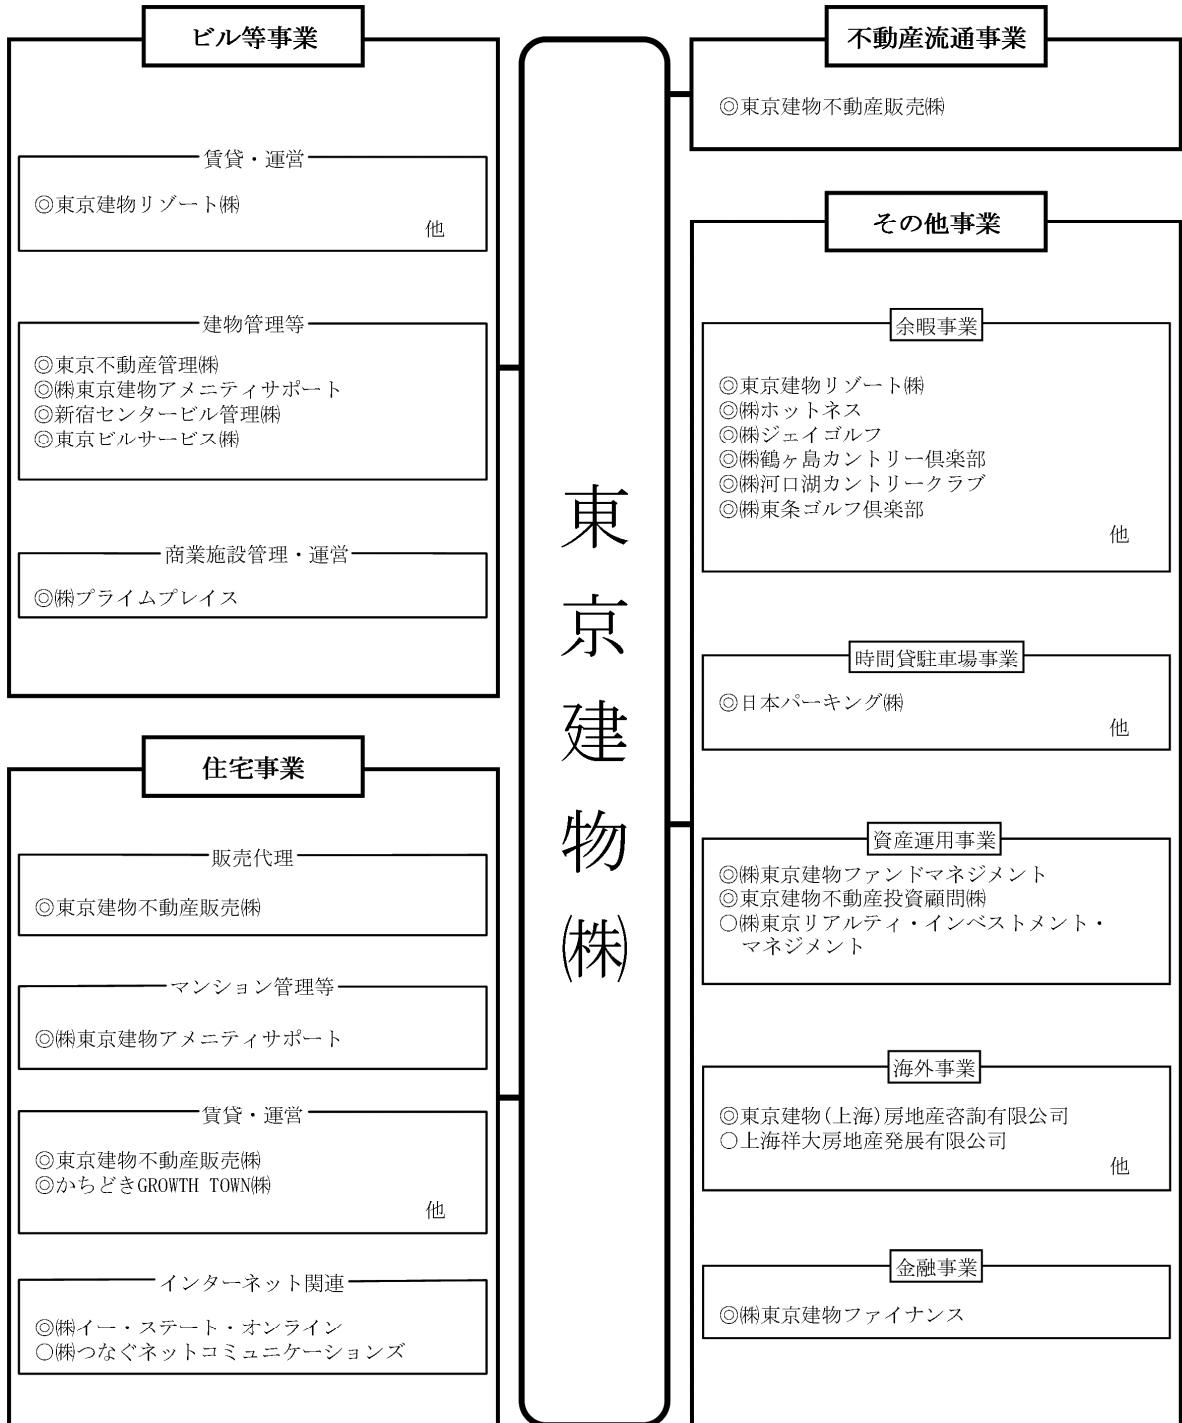 ビル等事業
賃貸・運営
◎東京建物リゾート㈱
他
建物管理等
◎東京不動産管理㈱
◎㈱東京建物アメニティサポート
◎新宿センタービル管理㈱
◎東京ビルサービス㈱
商業施設管理・運営
◎㈱プライムプレイス
住宅事業
販売代理
◎東京建物不動産販売㈱
マンション管理等
◎㈱東京建物アメニティサポート
賃貸・運営
◎東京建物不動産販売㈱
◎かちどきGROWTH TOWN㈱
他
インターネット関連
◎㈱イー・ステート・オンライン
○㈱つなぐネットコミュニケーションズ
東京建物㈱
不動産流通事業
◎東京建物不動産販売㈱
その他事業
余暇事業
◎東京建物リゾート㈱
◎㈱ホットネス
◎㈱ジェイゴルフ
◎㈱鶴ヶ島カントリー倶楽部
◎㈱河口湖カントリークラブ
◎㈱東条ゴルフ倶楽部
他
時間貸駐車場事業
◎日本パーキング㈱
他
資産運用事業
◎㈱東京建物ファンドマネジメント
◎東京建物不動産投資顧問㈱
○㈱東京リアルティ・インベストメント・
マネジメント
海外事業
◎東京建物(上海)房地産咨詢有限公司
○上海祥大房地産発展有限公司
他
金融事業
◎㈱東京建物ファイナンス